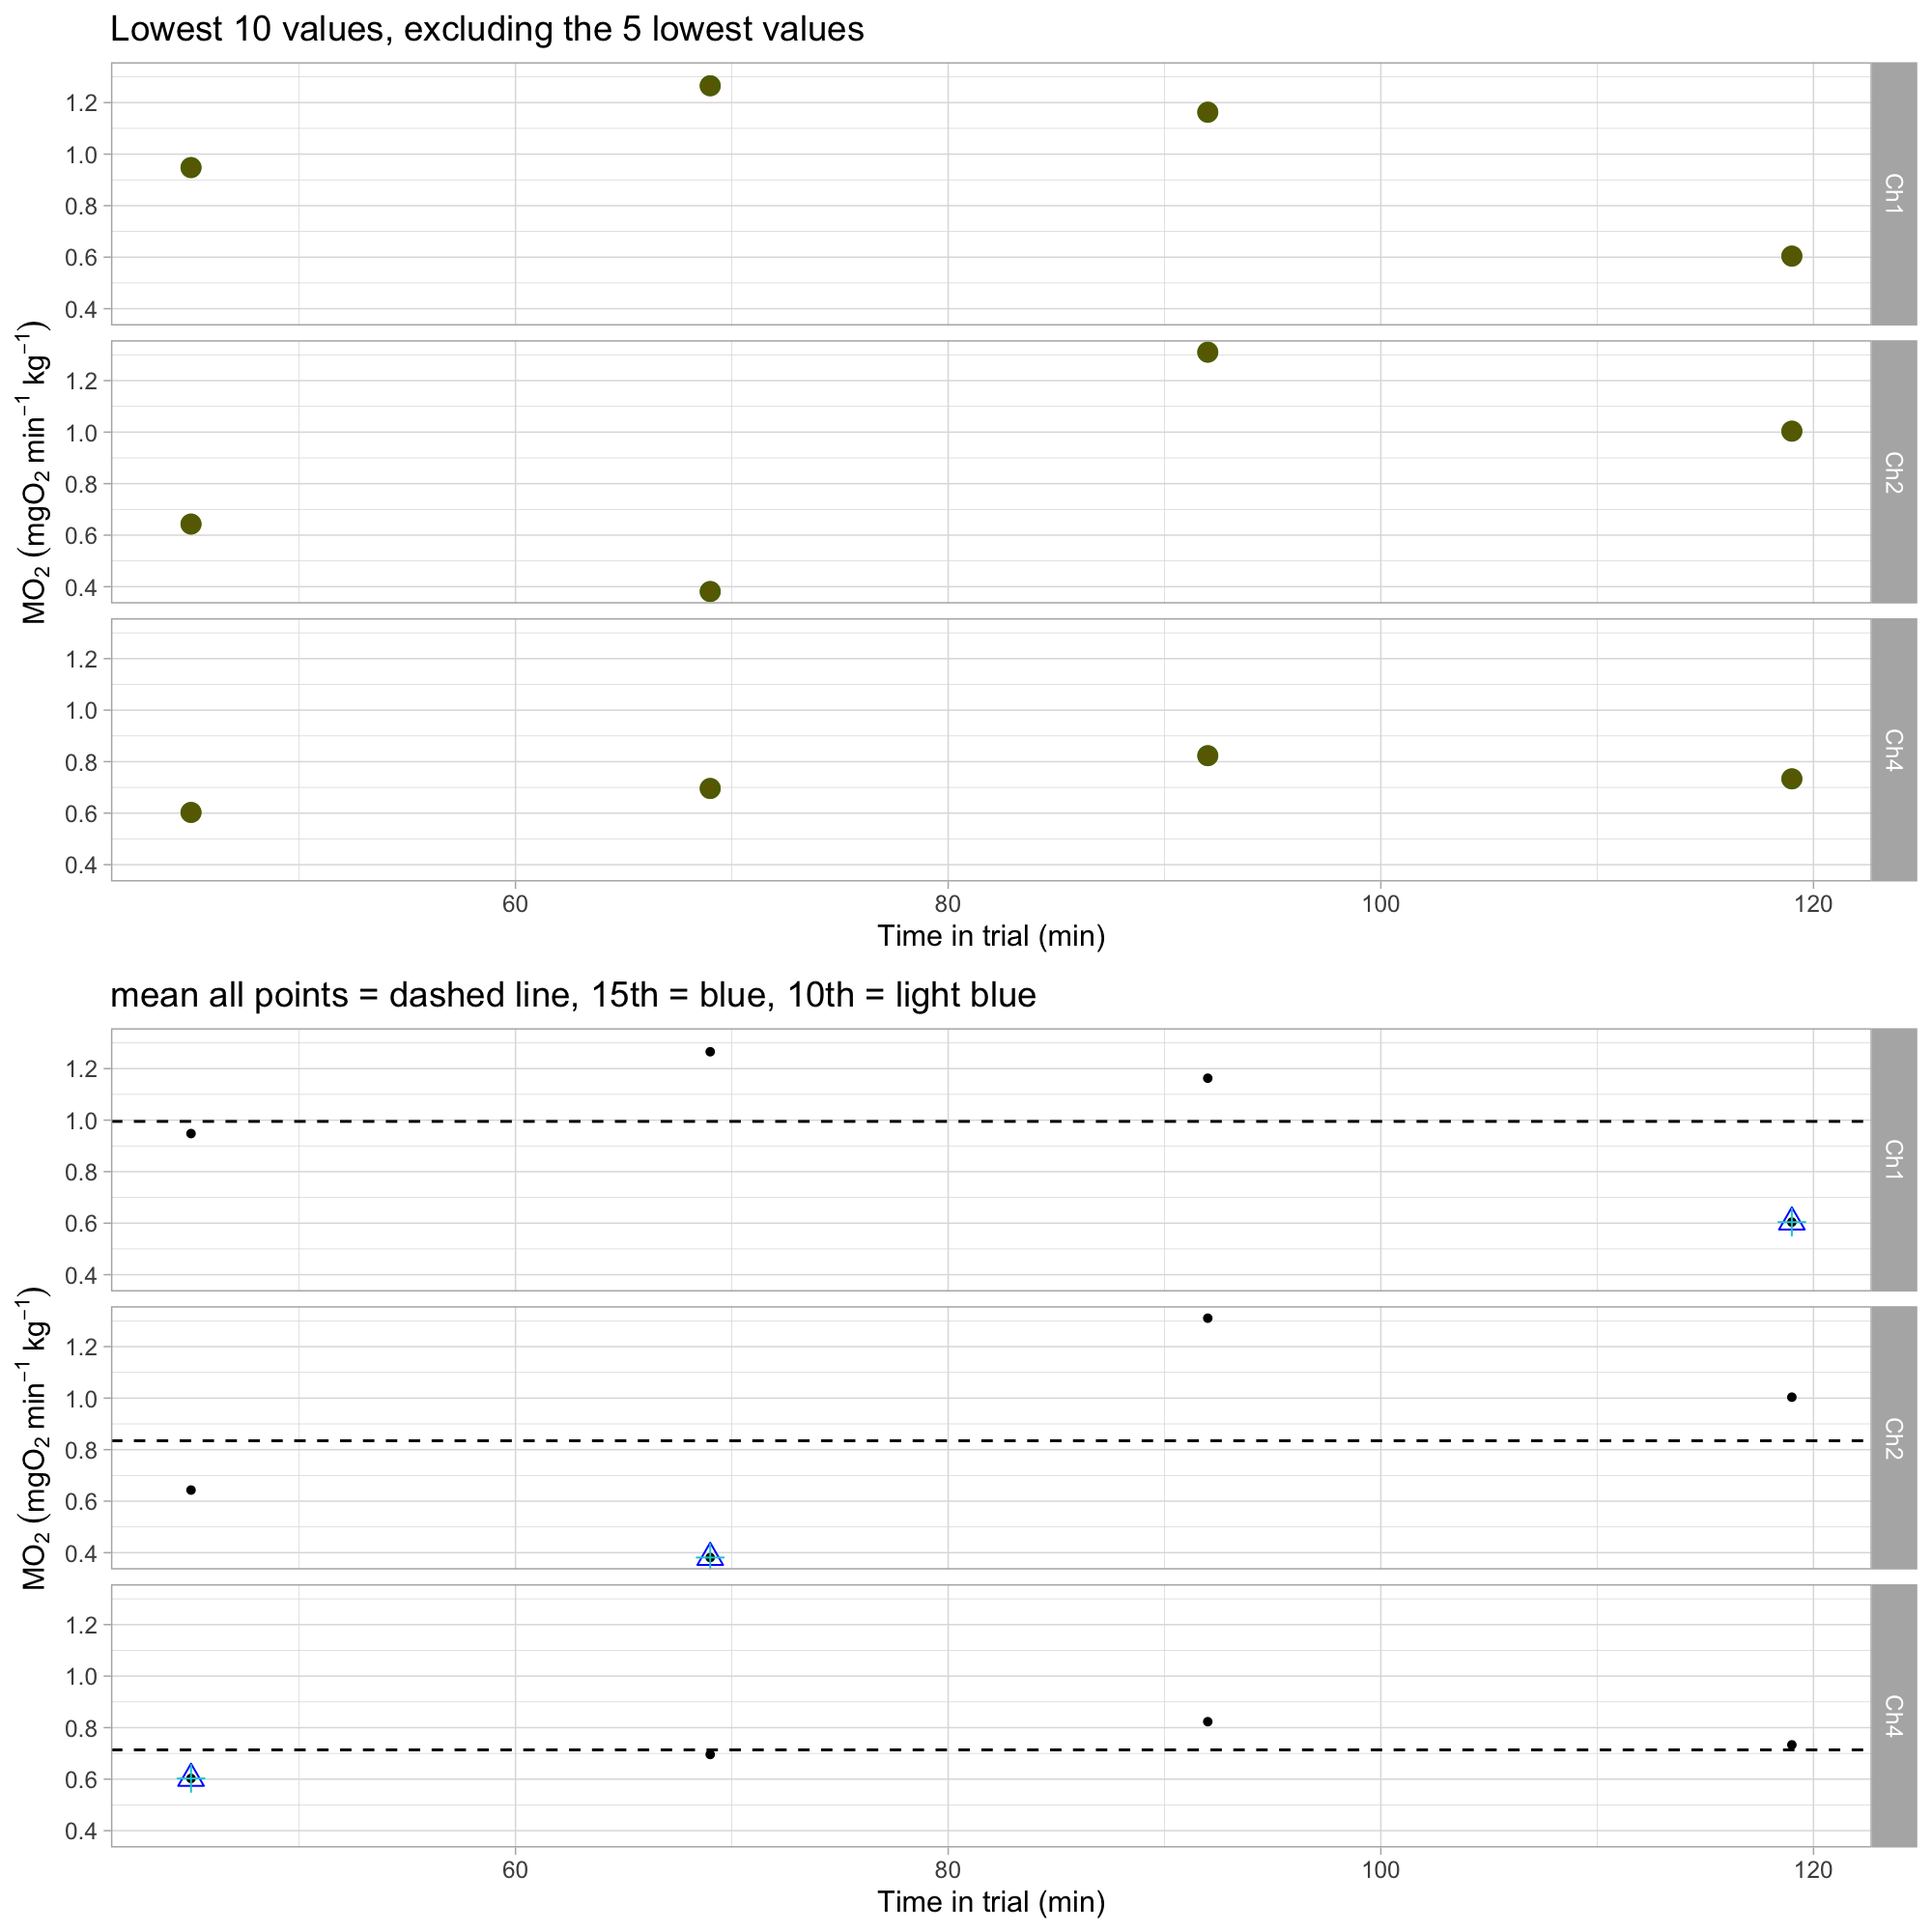 Lowest 10 values, excluding the 5 lowest values
1.2
1.0
0.8
0.6
0.4
Ch1
1.2
1.0
0.8
0.6
0.4
Ch2
1.2
1.0
0.8
0.6
0.4
Ch4
MO₂ (mgO₂ min⁻¹ kg⁻¹)
60 80 100 120
Time in trial (min)
mean all points = dashed line, 15th = blue, 10th = light blue
1.2
1.0
0.8
0.6
0.4
Ch1
1.2
1.0
0.8
0.6
0.4
Ch2
1.2
1.0
0.8
0.6
0.4
Ch4
MO₂ (mgO₂ min⁻¹ kg⁻¹)
60 80 100 120
Time in trial (min)